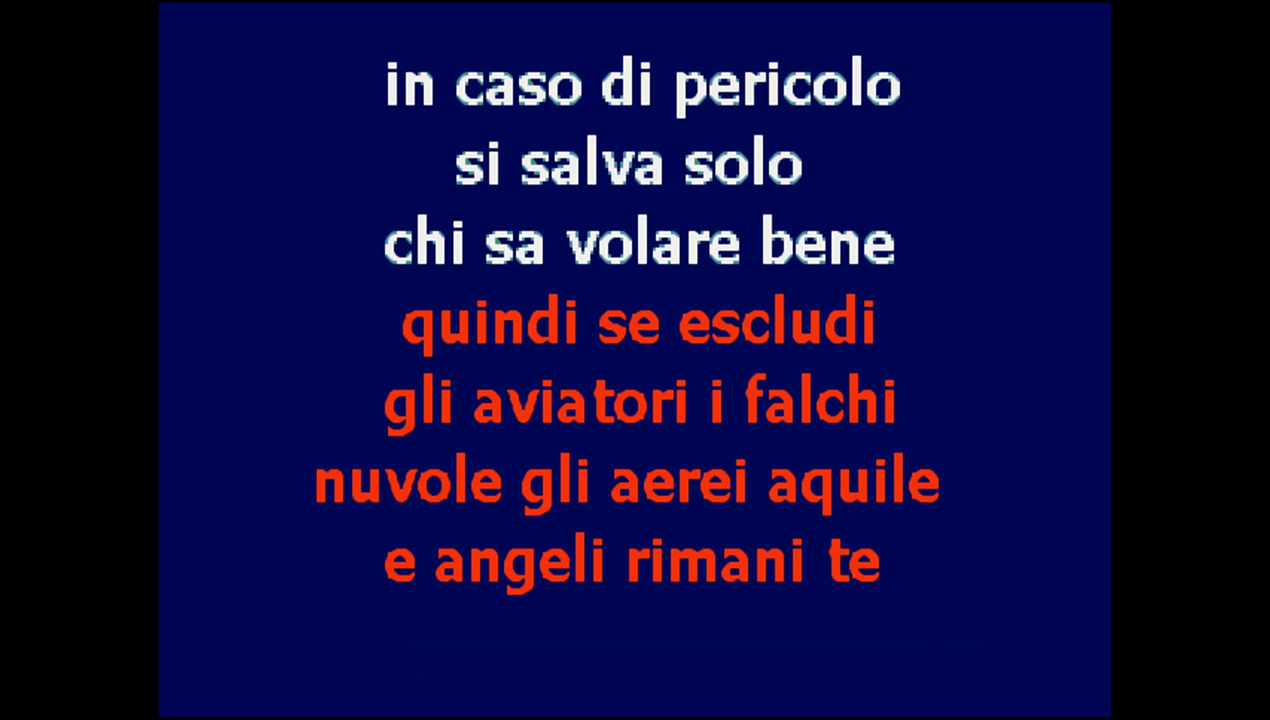 in caso di pericolo
si salva solo
chi sa volare bene
quindi se escludi
gli aviatori i falchi
nuvole gli aerei aquile
e angeli rimani te